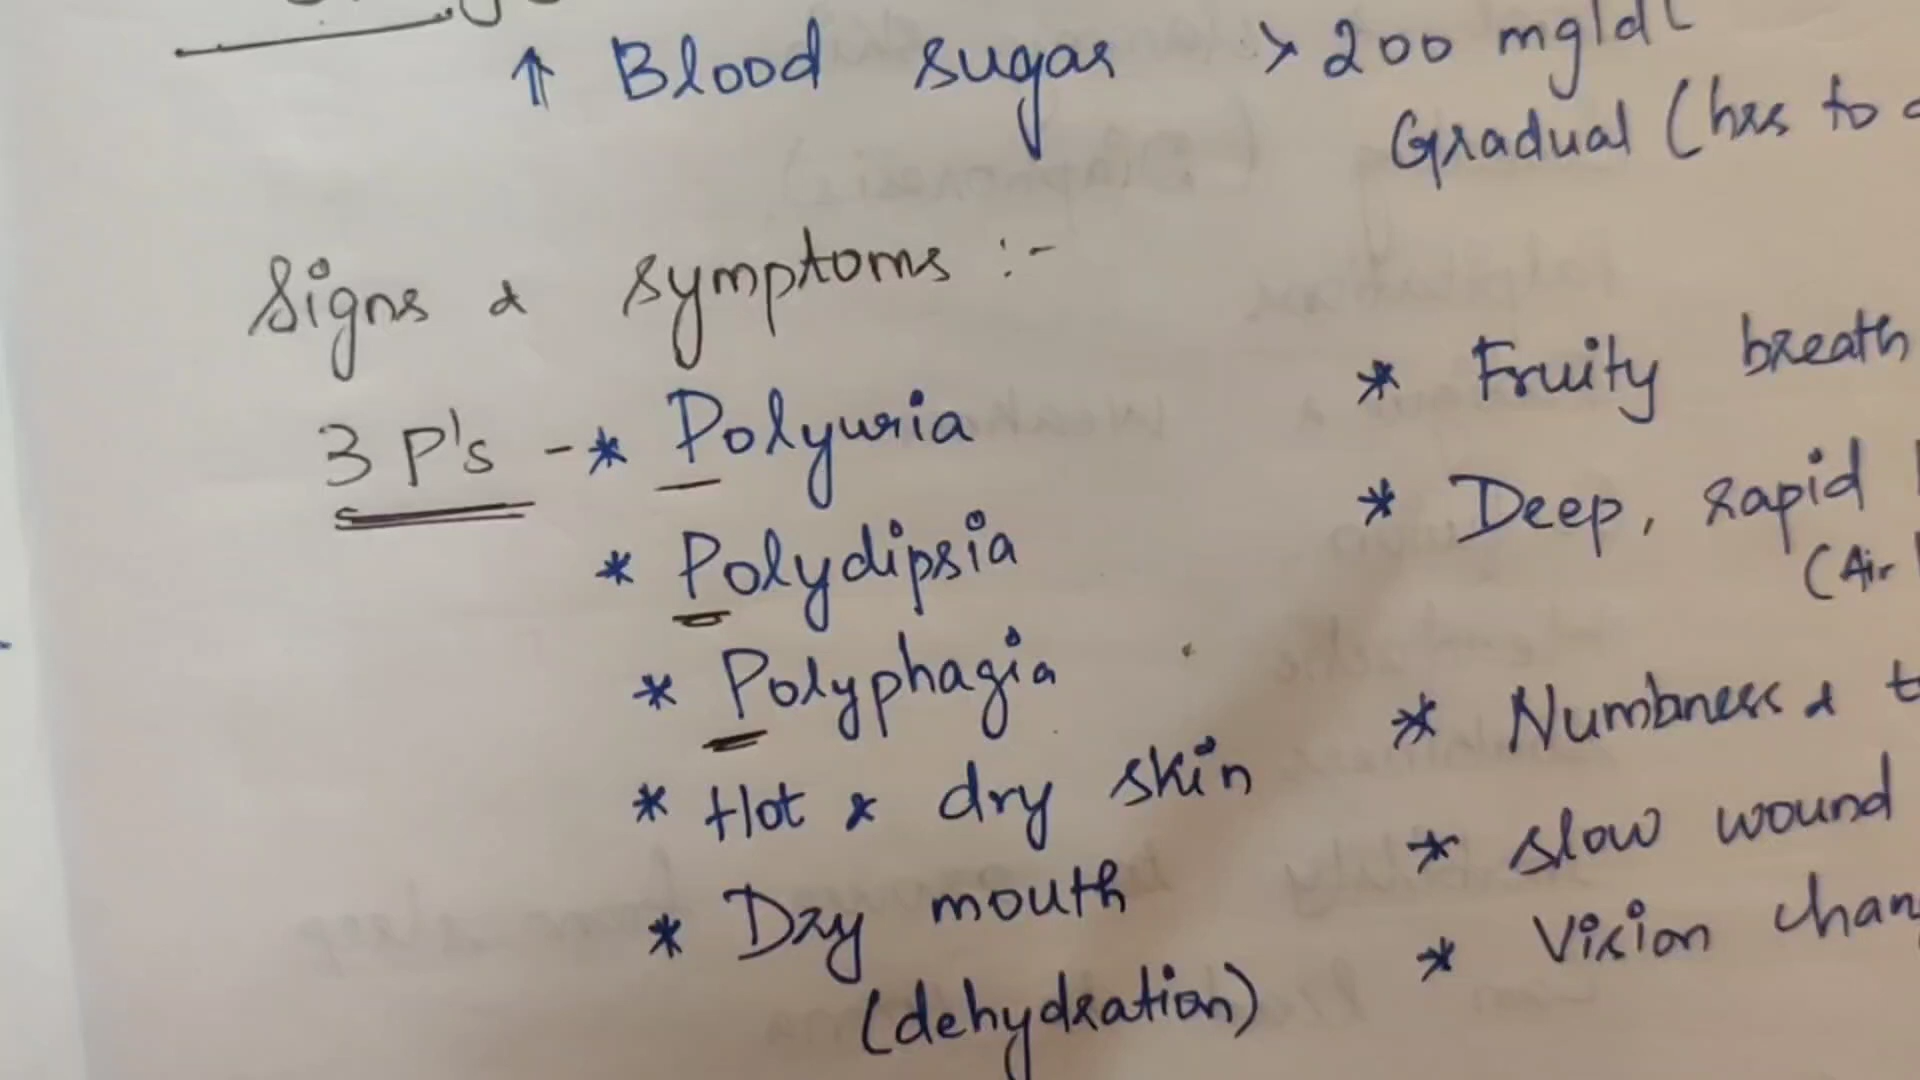 ↑ Blood sugar > 200 mg/dl
Gradual (hrs to
Signs & symptoms :-
3 P's - * Polyuria
* Polydipsia
* Polyphagia
* Hot & dry skin
* Dry mouth
(dehydration)
* Fruity breath
* Deep, rapid
(Air
* Numbness &
* slow wound
* Vision chan